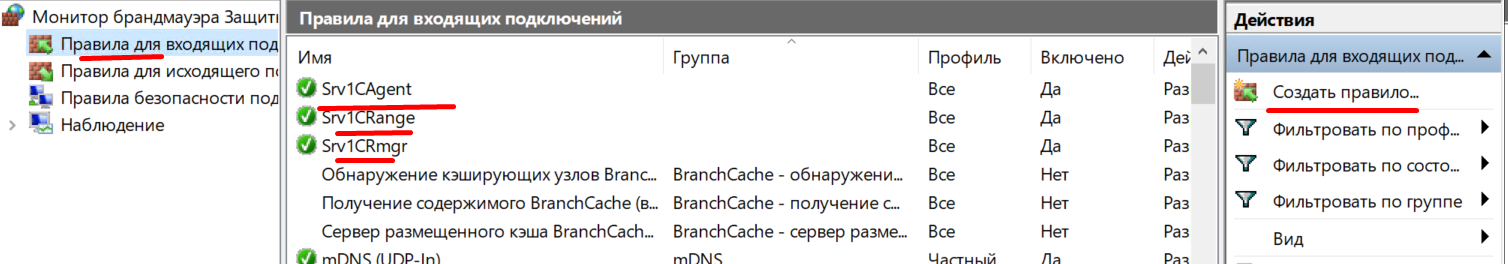 Монитор брандмауэра Защит
Правила для входящих под
Правила для исходящего по
Правила безопасности под
Наблюдение
Правила для входящих подключений
Имя Группа Профиль Включено Дей
Srv1CAgent Все Да Раз
Srv1CRange Все Да Раз
Srv1CRmgr Все Да Раз
Обнаружение кэширующих узлов Branc... BranchCache - обнаружени... Все Нет Раз
Получение содержимого BranchCache (в... BranchCache - получение с... Все Нет Раз
Сервер размещенного кэша BranchCach... BranchCache - сервер разме... Все Нет Раз
mDNS (UDP-In) mDNS Частный Да Раз
Действия
Правила для входящих под...
Создать правило...
Фильтровать по проф...
Фильтровать по состо...
Фильтровать по группе
Вид